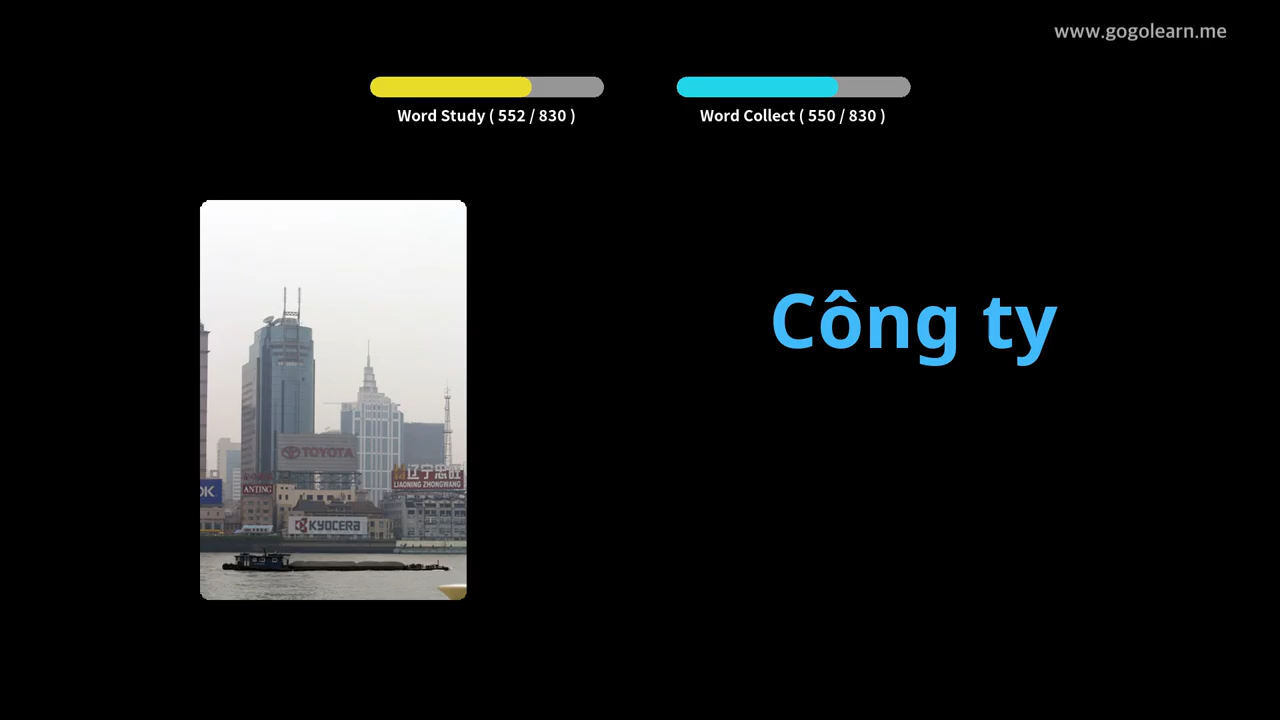 www.gogolearn.me
Word Study ( 552 / 830 )
Word Collect ( 550 / 830 )
Công ty
TOYOTA
OK
ANTING
辽宁忠旺
LIAONING ZHONGWANG
KYOCERA